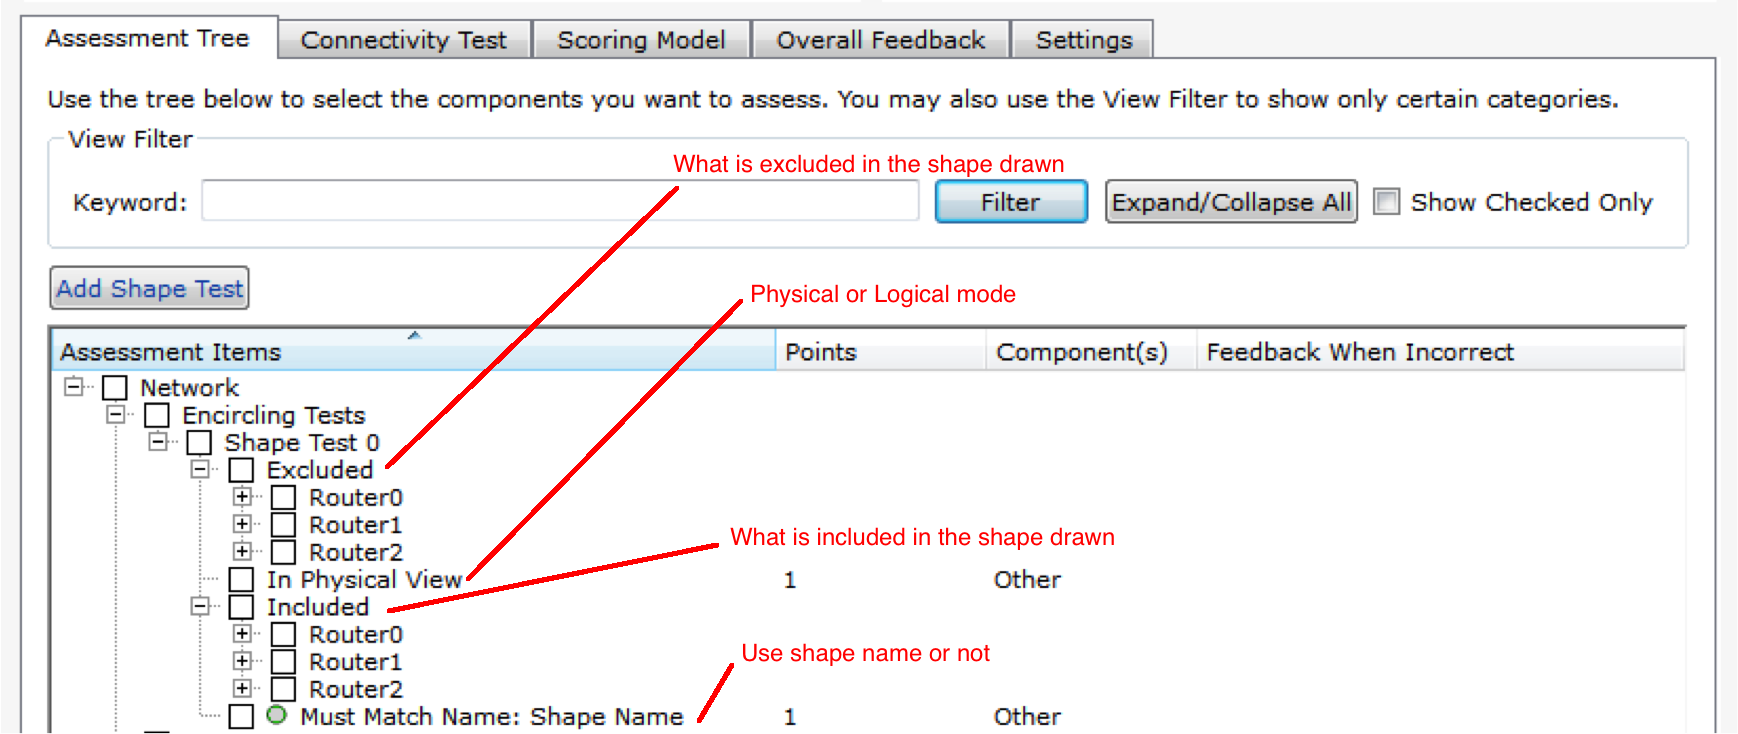 Assessment Tree Connectivity Test Scoring Model Overall Feedback Settings
Use the tree below to select the components you want to assess. You may also use the View Filter to show only certain categories.
View Filter
What is excluded in the shape drawn
Keyword: Filter Expand/Collapse All Show Checked Only
Add Shape Test
Physical or Logical mode
Assessment Items Points Component(s) Feedback When Incorrect
Network
Encircling Tests
Shape Test 0
Excluded
Router0
Router1
What is included in the shape drawn
Router2
In Physical View 1 Other
Included
Router0
Use shape name or not
Router1
Router2
Must Match Name: Shape Name 1 Other